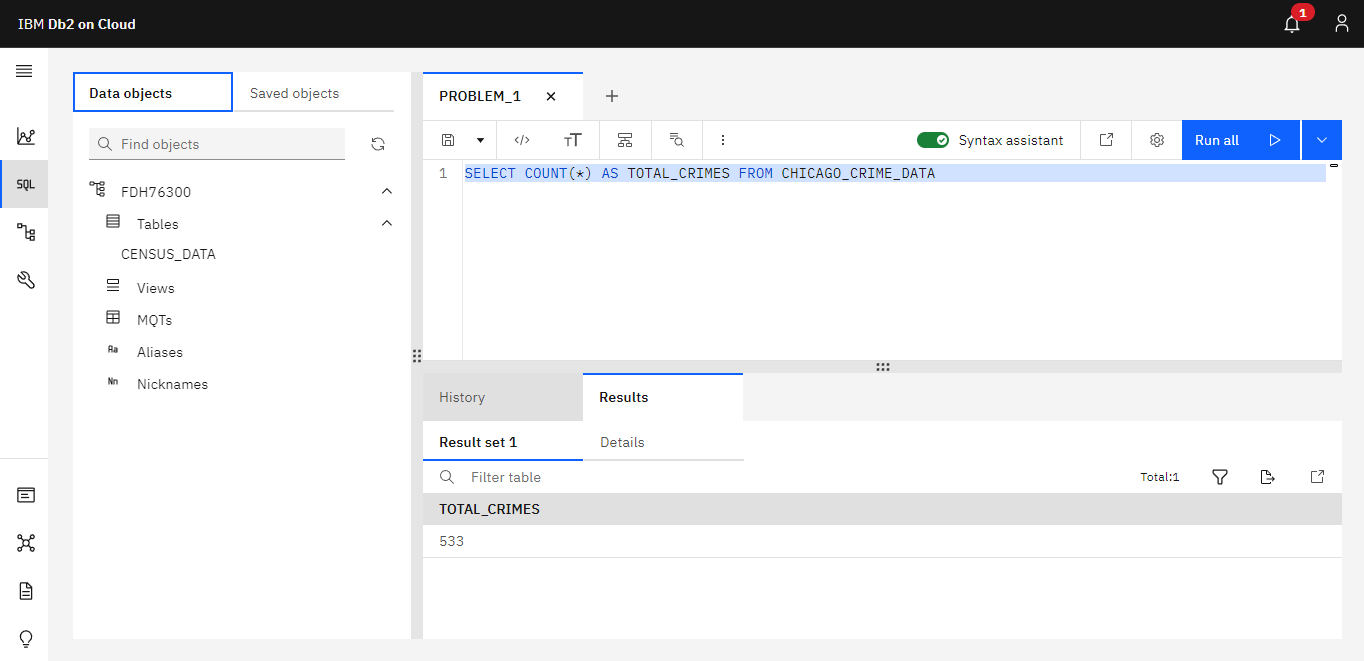 IBM Db2 on Cloud
1
Data objects
Saved objects
Find objects
FDH76300
Tables
CENSUS_DATA
Views
MQTs
Aa Aliases
Nn Nicknames
SQL
PROBLEM_1
Syntax assistant
Run all
1 SELECT COUNT(*) AS TOTAL_CRIMES FROM CHICAGO_CRIME_DATA
History
Results
Result set 1
Details
Filter table
Total:1
TOTAL_CRIMES
533